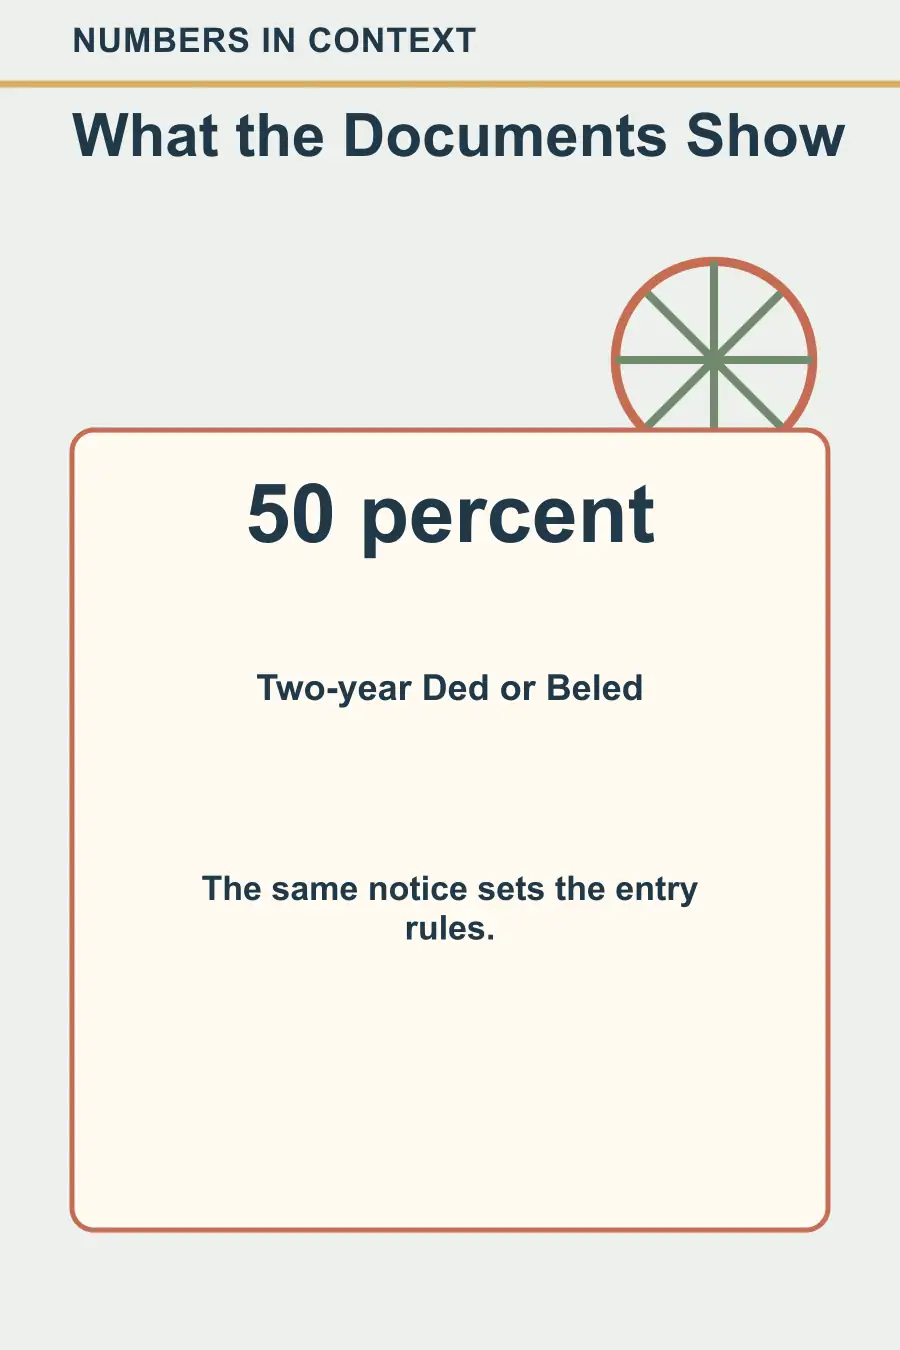 NUMBERS IN CONTEXT
What the Documents Show
50 percent
Two-year Ded or Beled
The same notice sets the entry
rules.